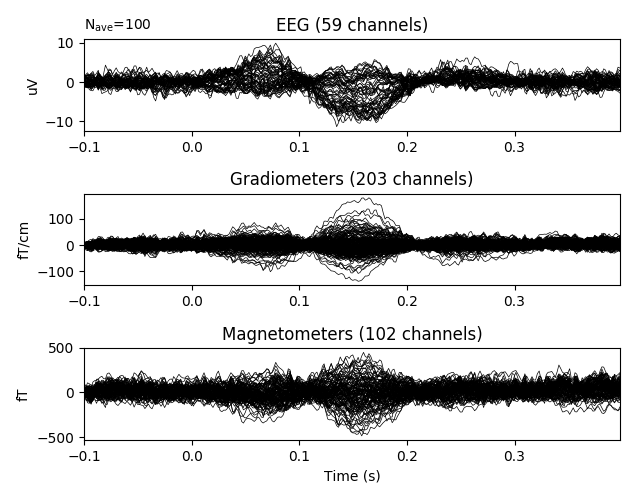 N_ave=100
EEG (59 channels)
10
0
−10
uV
−0.1 0.0 0.1 0.2 0.3
Gradiometers (203 channels)
100
0
−100
fT/cm
−0.1 0.0 0.1 0.2 0.3
Magnetometers (102 channels)
500
0
−500
fT
−0.1 0.0 0.1 0.2 0.3
Time (s)